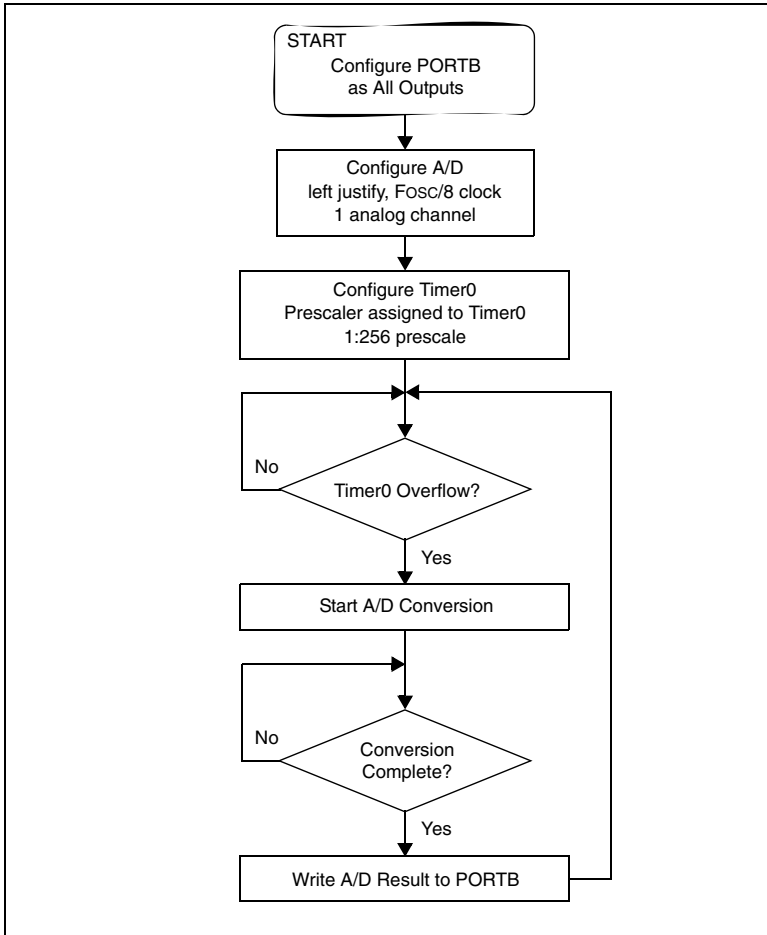 START
Configure PORTB
as All Outputs
Configure A/D
left justify, FOSC/8 clock
1 analog channel
Configure Timer0
Prescaler assigned to Timer0
1:256 prescale
No
Timer0 Overflow?
Yes
Start A/D Conversion
No
Conversion
Complete?
Yes
Write A/D Result to PORTB